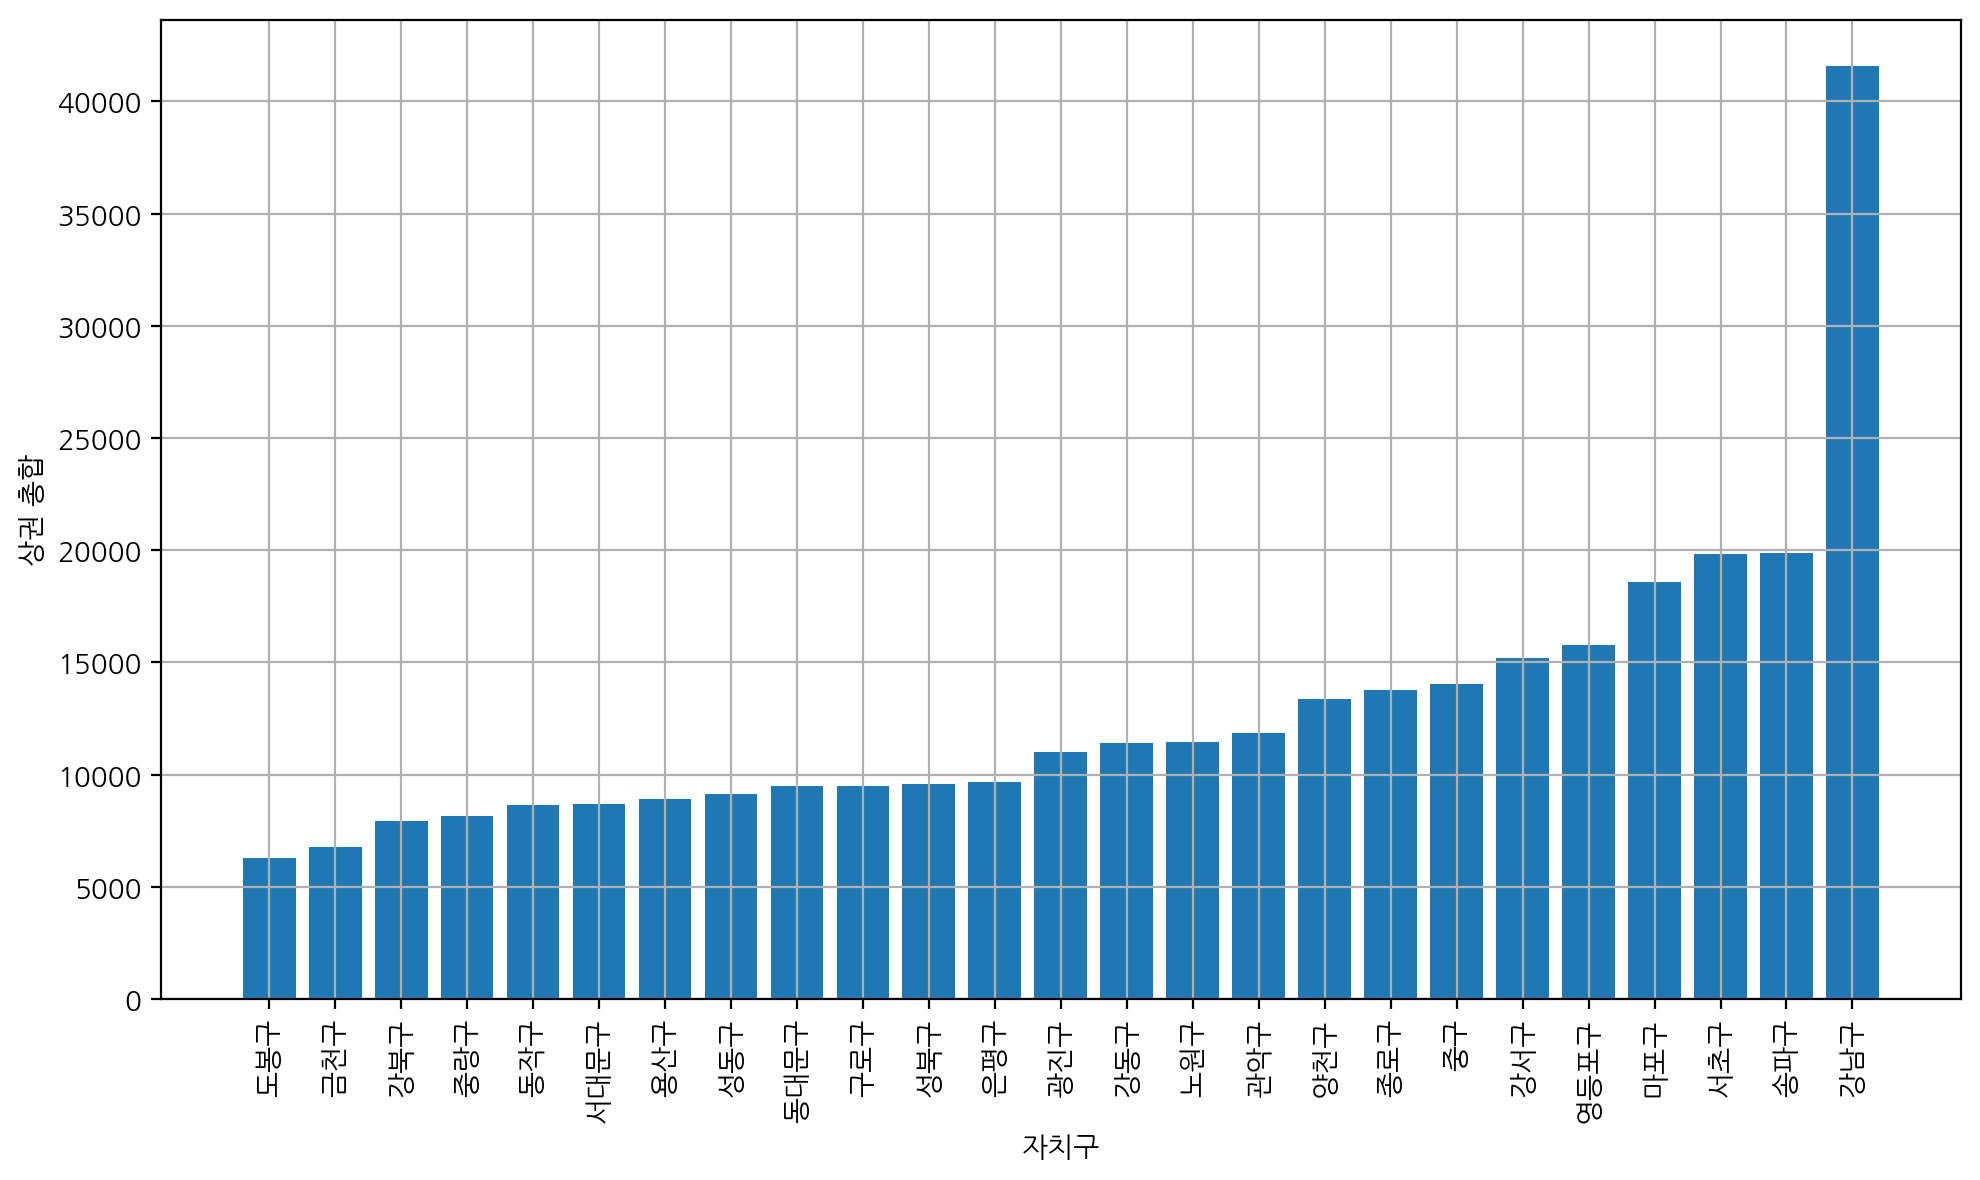 상권 총합
40000
35000
30000
25000
20000
15000
10000
5000
0
도봉구
금천구
강북구
중랑구
동작구
서대문구
용산구
성동구
동대문구
구로구
성북구
은평구
광진구
강동구
노원구
관악구
양천구
종로구
중구
강서구
영등포구
마포구
서초구
송파구
강남구
자치구